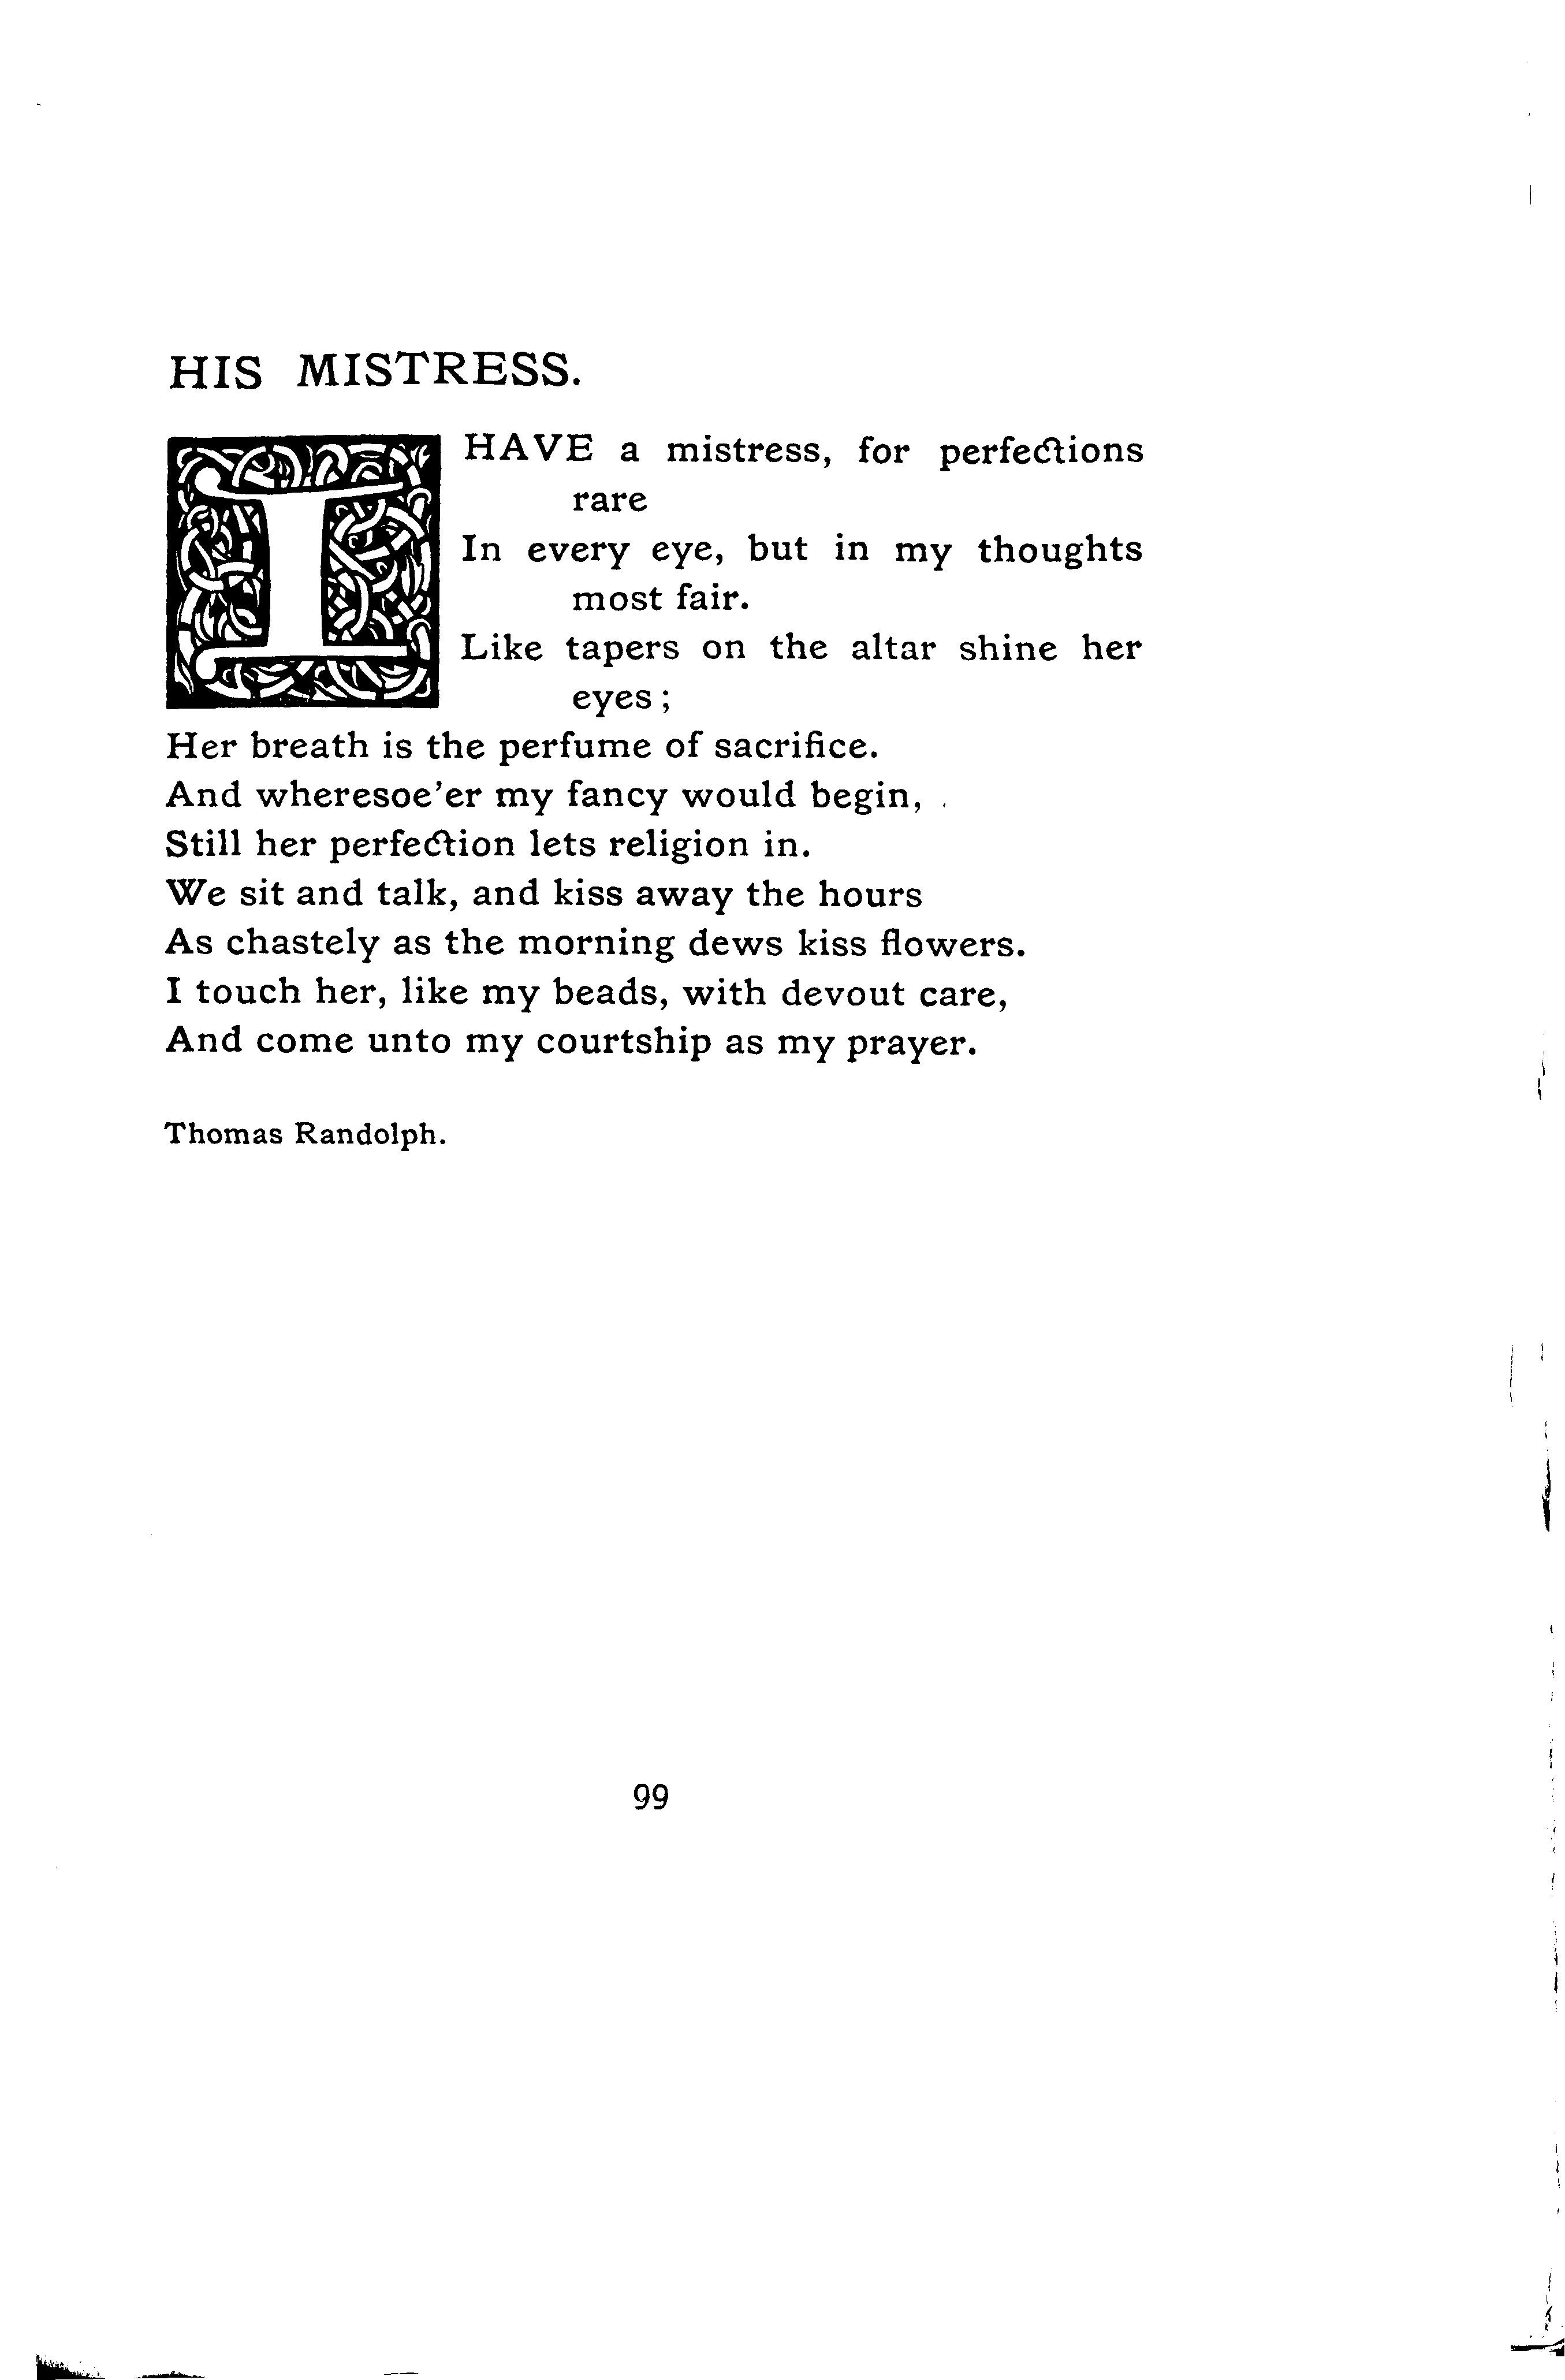 HIS MISTRESS.
I HAVE a mistress, for perfections
rare
In every eye, but in my thoughts
most fair.
Like tapers on the altar shine her
eyes ;
Her breath is the perfume of sacrifice.
And wheresoe'er my fancy would begin,
Still her perfection lets religion in.
We sit and talk, and kiss away the hours
As chastely as the morning dews kiss flowers.
I touch her, like my beads, with devout care,
And come unto my courtship as my prayer.
Thomas Randolph.
99